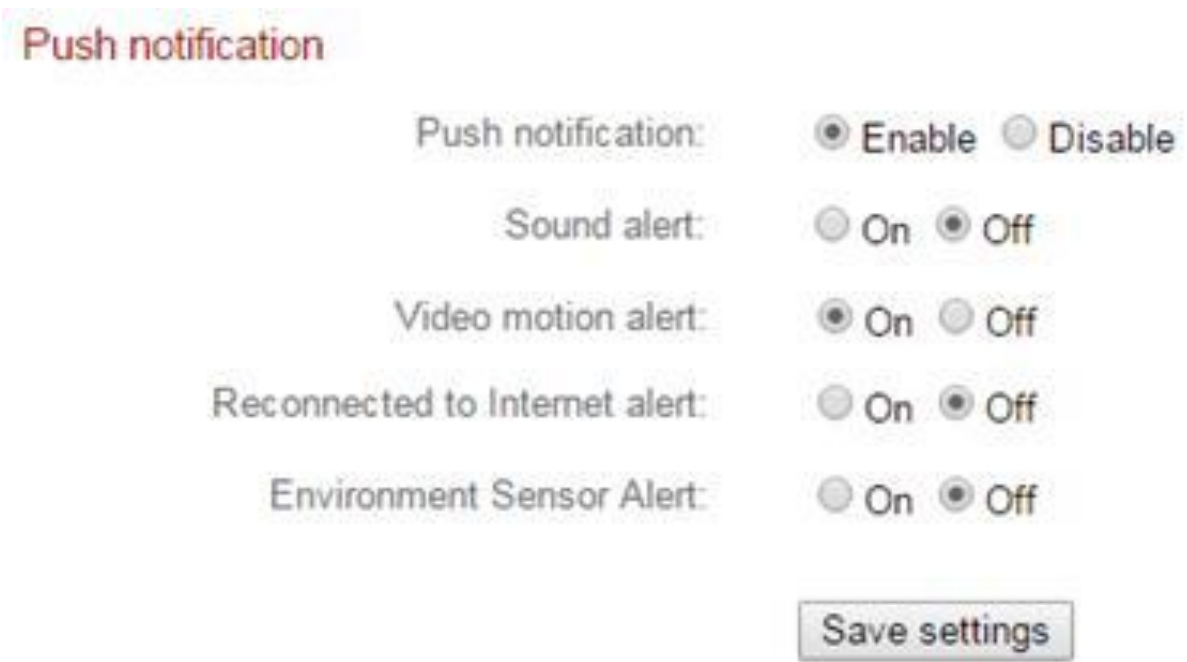 Push notification
Push notification: Enable Disable
Sound alert: On Off
Video motion alert: On Off
Reconnected to Internet alert: On Off
Environment Sensor Alert: On Off
Save settings